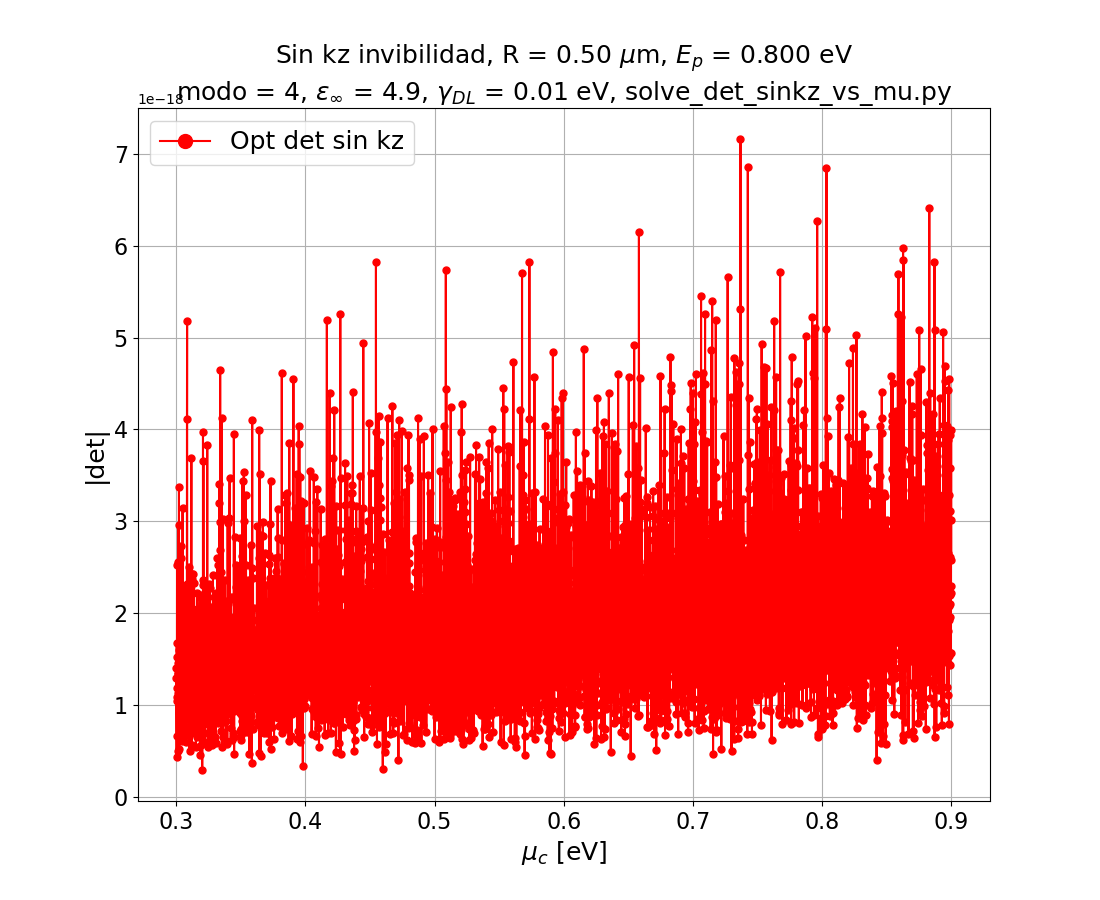 Sin kz invibilidad, R = 0.50 μm, E_p = 0.800 eV
modo = 4, ε_∞ = 4.9, γ_DL = 0.01 eV, solve_det_sinkz_vs_mu.py
1e−18
Opt det sin kz
7
6
5
4
3
2
1
0
|det|
0.3 0.4 0.5 0.6 0.7 0.8 0.9
μ_c [eV]